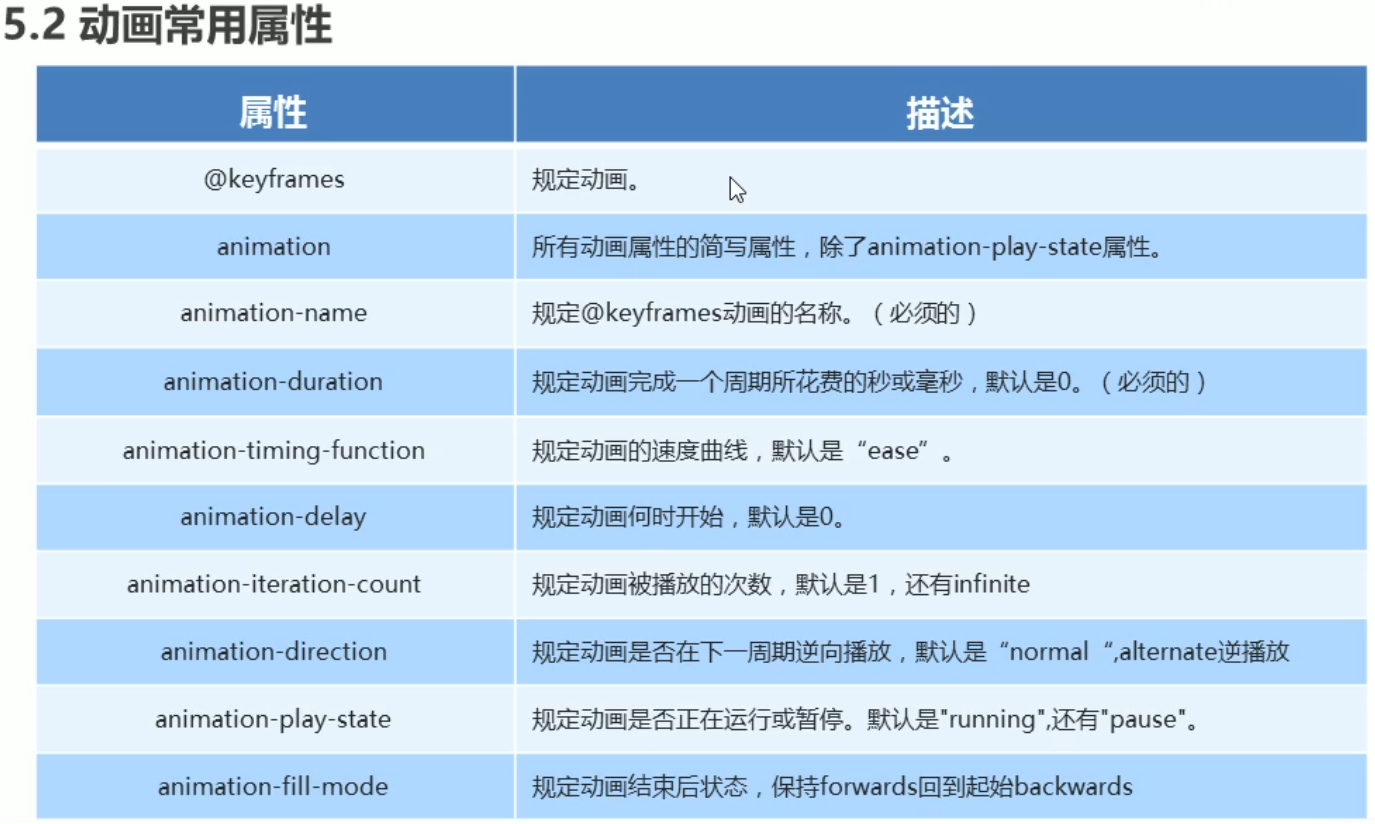 5.2 动画常用属性
属性 描述
@keyframes 规定动画。
animation 所有动画属性的简写属性，除了animation-play-state属性。
animation-name 规定@keyframes动画的名称。（必须的）
animation-duration 规定动画完成一个周期所花费的秒或毫秒，默认是0。（必须的）
animation-timing-function 规定动画的速度曲线，默认是“ease”。
animation-delay 规定动画何时开始，默认是0。
animation-iteration-count 规定动画被播放的次数，默认是1，还有infinite
animation-direction 规定动画是否在下一周期逆向播放，默认是“normal “,alternate逆播放
animation-play-state 规定动画是否正在运行或暂停。默认是"running",还有"pause"。
animation-fill-mode 规定动画结束后状态，保持forwards回到起始backwards